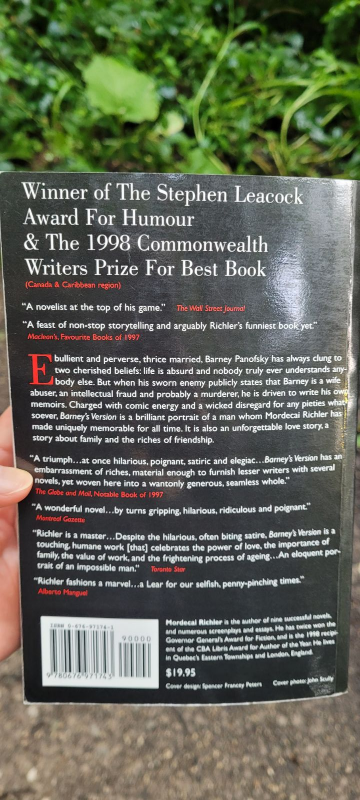 Winner of The Stephen Leacock
Award For Humour
& The 1998 Commonwealth
Writers Prize For Best Book
(Canada & Caribbean region)
"A novelist at the top of his game." The Wall Street Journal
"A feast of non-stop storytelling and arguably Richler's funniest book yet."
Maclean's, Favourite Books of 1997
Ebullient and perverse, thrice married, Barney Panofsky has always clung to
two cherished beliefs: life is absurd and nobody truly ever understands any-
body else. But when his sworn enemy publicly states that Barney is a wife
abuser, an intellectual fraud and probably a murderer, he is driven to write his own
memoirs. Charged with comic energy and a wicked disregard for any pieties what-
soever, Barney's Version is a brilliant portrait of a man whom Mordecai Richler has
made uniquely memorable for all time. It is also an unforgettable love story, a
story about family and the riches of friendship.
"A triumph...at once hilarious, poignant, satiric and elegiac...Barney's Version has an
embarrassment of riches, material enough to furnish lesser writers with several
novels, yet woven here into a wantonly generous, seamless whole."
The Globe and Mail, Notable Book of 1997
"A wonderful novel...by turns gripping, hilarious, ridiculous and poignant."
Montreal Gazette
"Richler is a master...Despite the hilarious, often biting satire, Barney's Version is a
touching, humane work [that] celebrates the power of love, the importance of
family, the value of work, and the frightening process of ageing...An eloquent por-
trait of an impossible man." Toronto Star
"Richler fashions a marvel...a Lear for our selfish, penny-pinching times."
Alberto Manguel
Mordecai Richler is the author of nine successful novels,
and numerous screenplays and essays. He has twice won the
Governor General's Award for Fiction, and is the 1998 recipi-
ent of the CBA Libris Award for Author of the Year. He lives
in Quebec's Eastern Townships and London, England.
$19.95
Cover design: Spencer Francey Peters Cover photo: John Scully
ISBN 0-676-97174-1
90000
9 780676 971743